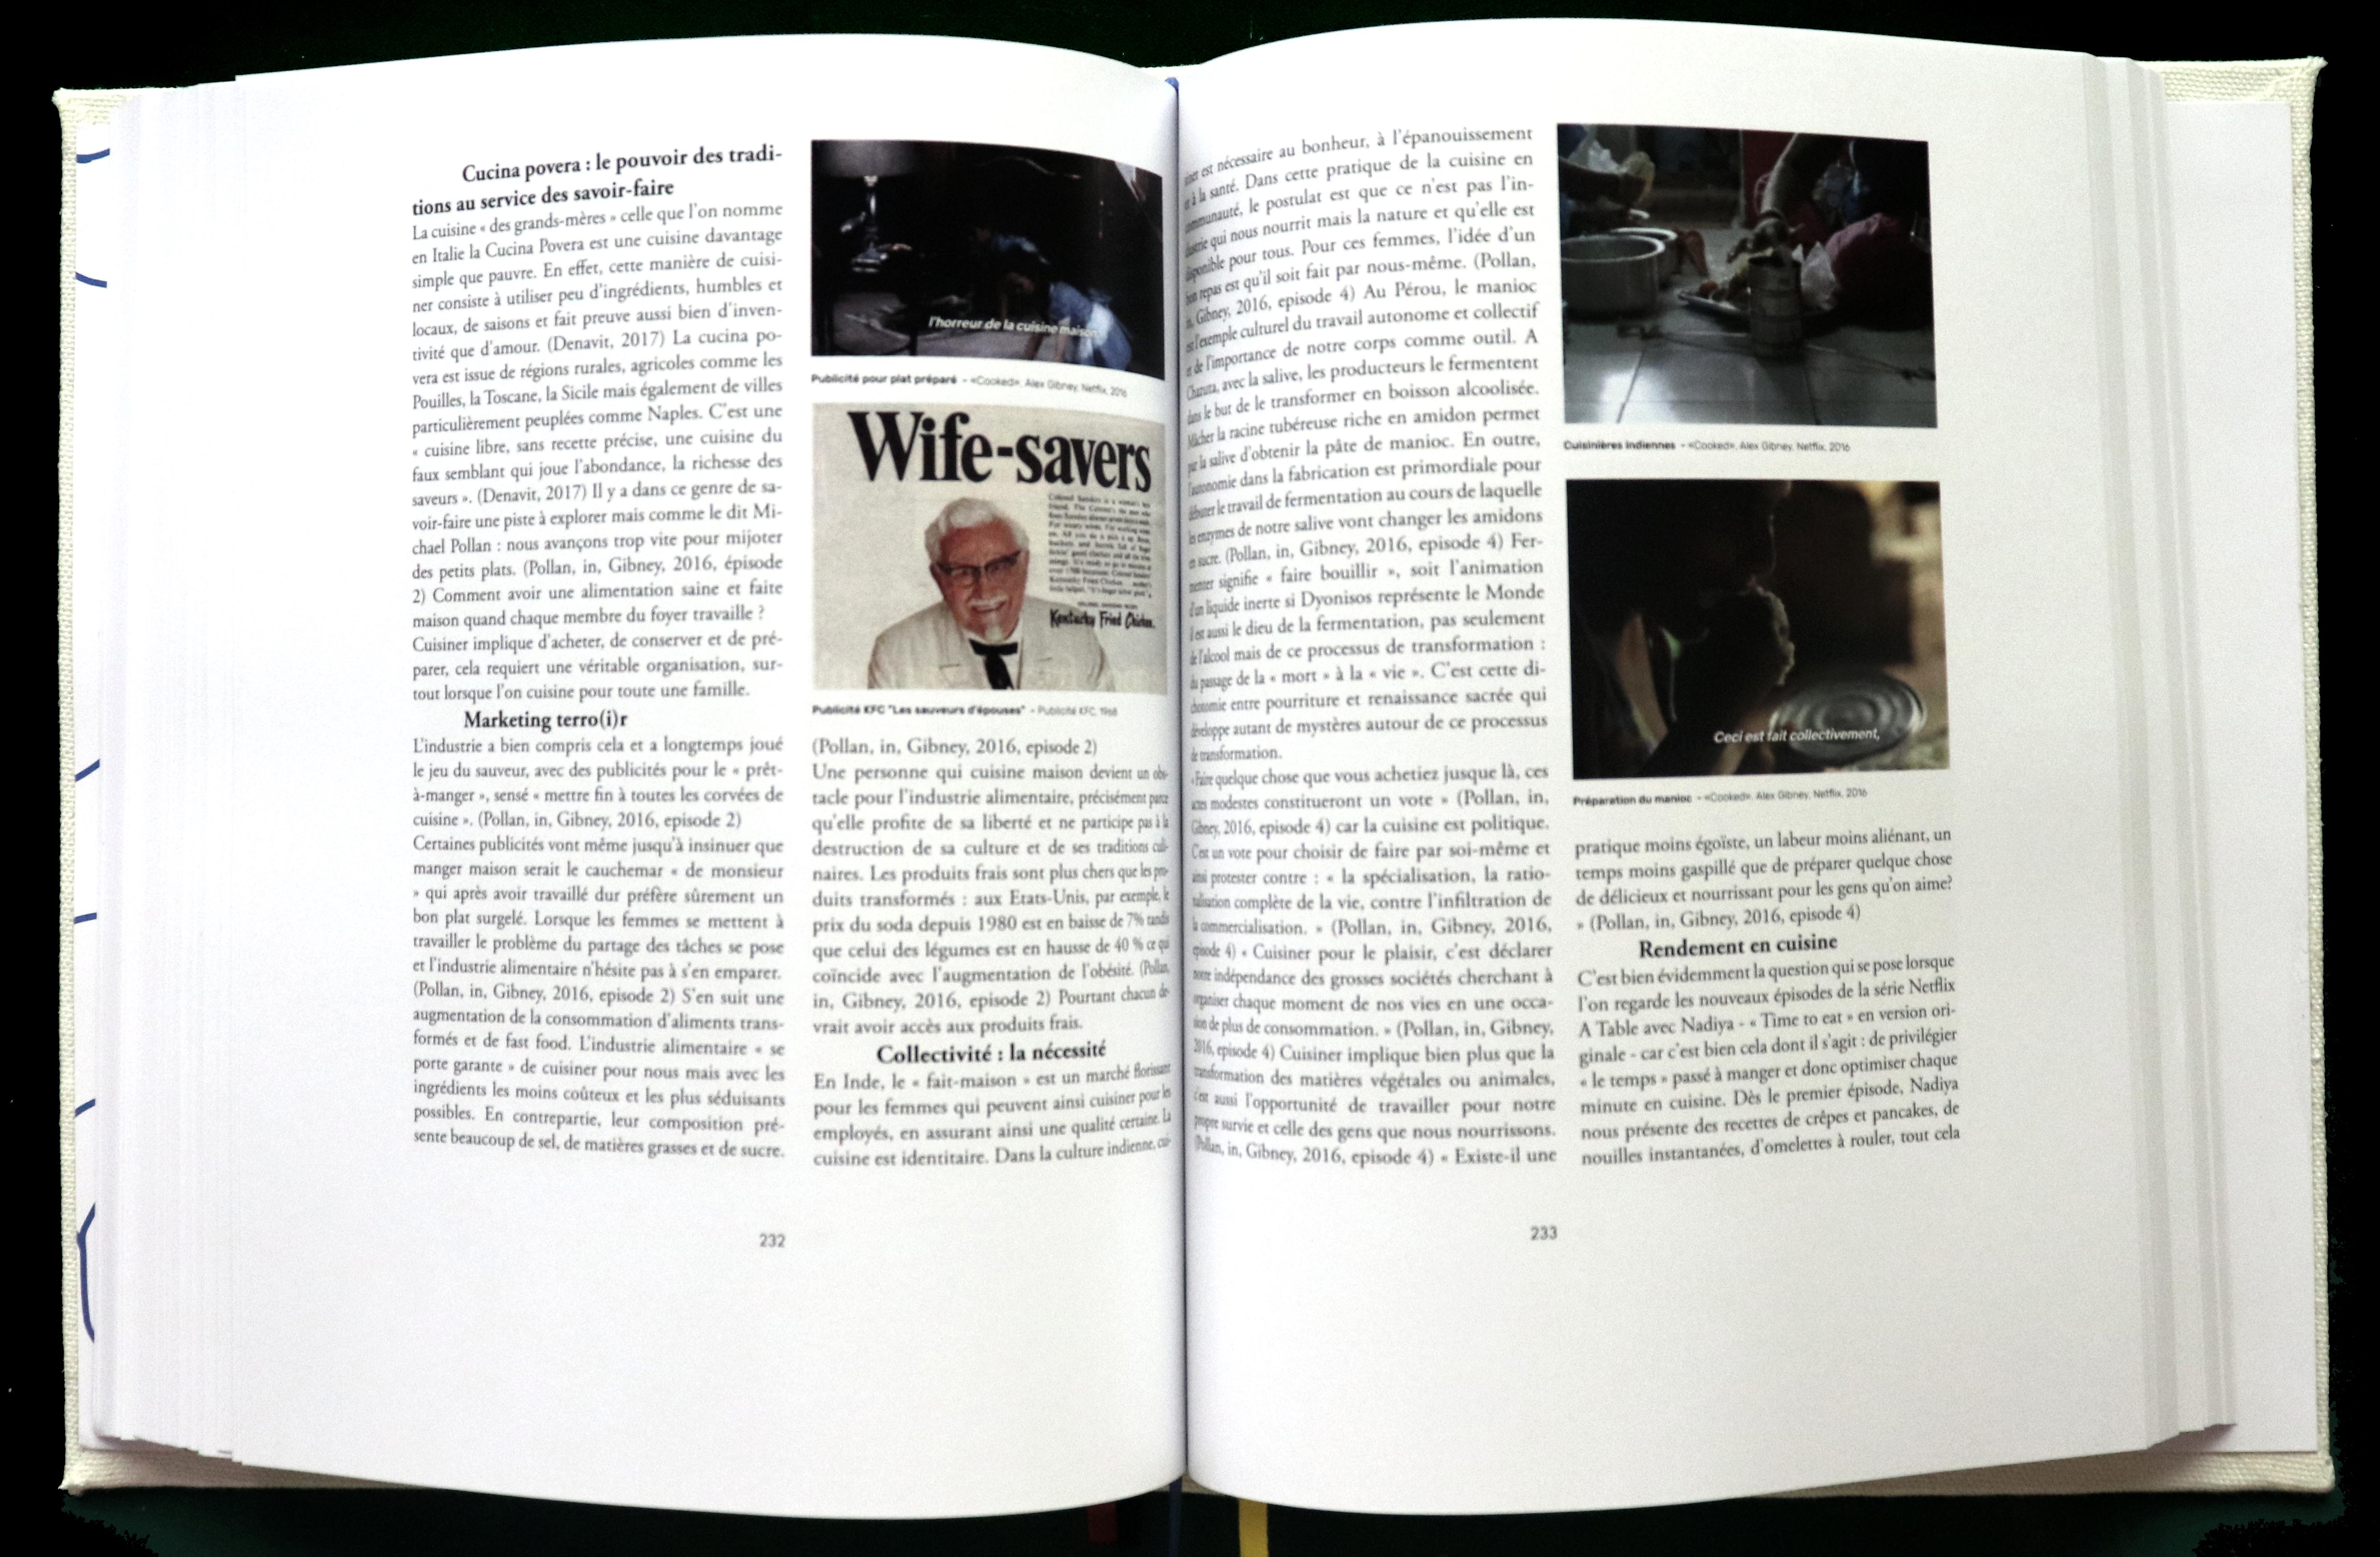 Cucina povera : le pouvoir des tradi-
tions au service des savoir-faire
La cuisine « des grands-mères » celle que l'on nomme
en Italie la Cucina Povera est une cuisine davantage
simple que pauvre. En effet, cette manière de cuisi-
ner consiste à utiliser peu d'ingrédients, humbles et
locaux, de saisons et fait preuve aussi bien d'inven-
tivité que d'amour. (Denavit, 2017) La cucina po-
vera est issue de régions rurales, agricoles comme les
Pouilles, la Toscane, la Sicile mais également de villes
particulièrement peuplées comme Naples. C'est une
« cuisine libre, sans recette précise, une cuisine du
faux semblant qui joue l'abondance, la richesse des
saveurs ». (Denavit, 2017) Il y a dans ce genre de sa-
voir-faire une piste à explorer mais comme le dit Mi-
chael Pollan : nous avançons trop vite pour mijoter
des petits plats. (Pollan, in, Gibney, 2016, épisode
2) Comment avoir une alimentation saine et faite
maison quand chaque membre du foyer travaille ?
Cuisiner implique d'acheter, de conserver et de pré-
parer, cela requiert une véritable organisation, sur-
tout lorsque l'on cuisine pour toute une famille.
Marketing terro(i)r
L'industrie a bien compris cela et a longtemps joué
le jeu du sauveur, avec des publicités pour le « prêt-
à-manger », sensé « mettre fin à toutes les corvées de
cuisine ». (Pollan, in, Gibney, 2016, episode 2)
Certaines publicités vont même jusqu'à insinuer que
manger maison serait le cauchemar « de monsieur
» qui après avoir travaillé dur préfère sûrement un
bon plat surgelé. Lorsque les femmes se mettent à
travailler le problème du partage des tâches se pose
et l'industrie alimentaire n'hésite pas à s'en emparer.
(Pollan, in, Gibney, 2016, episode 2) S'en suit une
augmentation de la consommation d'aliments trans-
formés et de fast food. L'industrie alimentaire « se
porte garante » de cuisiner pour nous mais avec les
ingrédients les moins coûteux et les plus séduisants
possibles. En contrepartie, leur composition pré-
sente beaucoup de sel, de matières grasses et de sucre.
l'horreur de la cuisine maison
Publicité pour plat préparé - «Cooked», Alex Gibney, Netflix, 2016
Wife-savers
Kentucky Fried Chicken.
Publicité KFC "Les sauveurs d'épouses" - Publicité KFC, 1968
(Pollan, in, Gibney, 2016, episode 2)
Une personne qui cuisine maison devient un obs-
tacle pour l'industrie alimentaire, précisément parce
qu'elle profite de sa liberté et ne participe pas à la
destruction de sa culture et de ses traditions culi-
naires. Les produits frais sont plus chers que les pro-
duits transformés : aux Etats-Unis, par exemple, le
prix du soda depuis 1980 est en baisse de 7% tandis
que celui des légumes est en hausse de 40 % ce qui
coïncide avec l'augmentation de l'obésité. (Pollan,
in, Gibney, 2016, episode 2) Pourtant chacun de-
vrait avoir accès aux produits frais.
Collectivité : la nécessité
En Inde, le « fait-maison » est un marché florissant
pour les femmes qui peuvent ainsi cuisiner pour les
employés, en assurant ainsi une qualité certaine. La
cuisine est identitaire. Dans la culture indienne, cui-
232
siner est nécessaire au bonheur, à l'épanouissement
et à la santé. Dans cette pratique de la cuisine en
communauté, le postulat est que ce n'est pas l'in-
dustrie qui nous nourrit mais la nature et qu'elle est
disponible pour tous. Pour ces femmes, l'idée d'un
bon repas est qu'il soit fait par nous-même. (Pollan,
in, Gibney, 2016, episode 4) Au Pérou, le manioc
est l'exemple culturel du travail autonome et collectif
et de l'importance de notre corps comme outil. A
Charuta, avec la salive, les producteurs le fermentent
dans le but de le transformer en boisson alcoolisée.
Mâcher la racine tubéreuse riche en amidon permet
par la salive d'obtenir la pâte de manioc. En outre,
l'autonomie dans la fabrication est primordiale pour
débuter le travail de fermentation au cours de laquelle
les enzymes de notre salive vont changer les amidons
en sucre. (Pollan, in, Gibney, 2016, episode 4) Fer-
menter signifie « faire bouillir », soit l'animation
d'un liquide inerte si Dyonisos représente le Monde
il est aussi le dieu de la fermentation, pas seulement
de l'alcool mais de ce processus de transformation :
du passage de la « mort » à la « vie ». C'est cette di-
chotomie entre pourriture et renaissance sacrée qui
développe autant de mystères autour de ce processus
de transformation.
« Faire quelque chose que vous achetiez jusque là, ces
actes modestes constitueront un vote » (Pollan, in,
Gibney, 2016, episode 4) car la cuisine est politique.
C'est un vote pour choisir de faire par soi-même et
ainsi protester contre : « la spécialisation, la ratio-
nalisation complète de la vie, contre l'infiltration de
la commercialisation. » (Pollan, in, Gibney, 2016,
episode 4) « Cuisiner pour le plaisir, c'est déclarer
notre indépendance des grosses sociétés cherchant à
organiser chaque moment de nos vies en une occa-
sion de plus de consommation. » (Pollan, in, Gibney,
2016, episode 4) Cuisiner implique bien plus que la
transformation des matières végétales ou animales,
c'est aussi l'opportunité de travailler pour notre
propre survie et celle des gens que nous nourrissons.
(Pollan, in, Gibney, 2016, episode 4) « Existe-il une
Cuisinières indiennes - «Cooked», Alex Gibney, Netflix, 2016
Ceci est fait collectivement,
Préparation du manioc - «Cooked», Alex Gibney, Netflix, 2016
pratique moins égoïste, un labeur moins aliénant, un
temps moins gaspillé que de préparer quelque chose
de délicieux et nourrissant pour les gens qu'on aime?
» (Pollan, in, Gibney, 2016, episode 4)
Rendement en cuisine
C'est bien évidemment la question qui se pose lorsque
l'on regarde les nouveaux épisodes de la série Netflix
A Table avec Nadiya - « Time to eat » en version ori-
ginale - car c'est bien cela dont il s'agit : de privilégier
« le temps » passé à manger et donc optimiser chaque
minute en cuisine. Dès le premier épisode, Nadiya
nous présente des recettes de crêpes et pancakes, de
nouilles instantanées, d'omelettes à rouler, tout cela
233